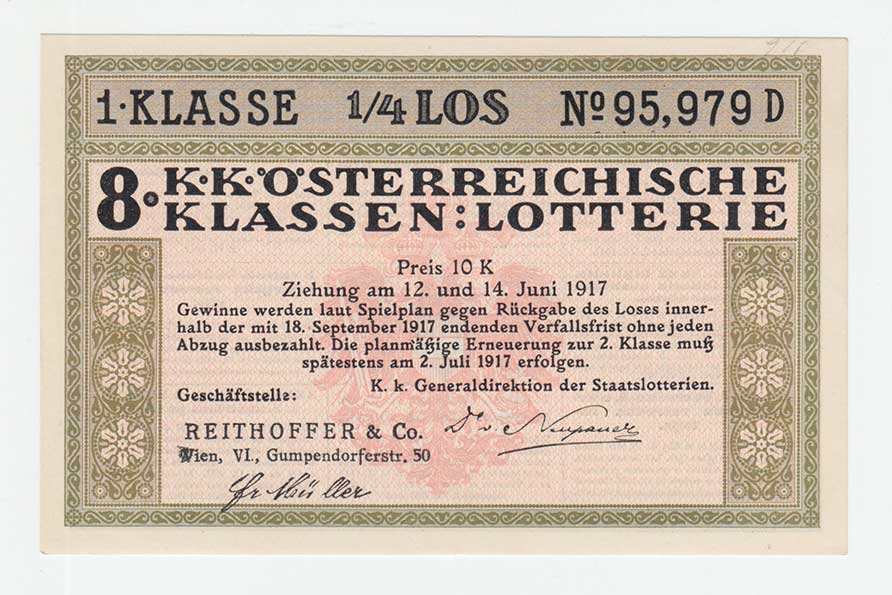 1. KLASSE 1/4 LOS Nº 95,979 D
8. K.K. ÖSTERREICHISCHE
KLASSEN:LOTTERIE
Preis 10 K
Ziehung am 12. und 14. Juni 1917
Gewinne werden laut Spielplan gegen Rückgabe des Loses inner-
halb der mit 18. September 1917 endenden Verfallsfrist ohne jeden
Abzug ausbezahlt. Die planmäßige Erneuerung zur 2. Klasse muß
spätestens am 2. Juli 1917 erfolgen.
K. k. Generaldirektion der Staatslotterien.
Geschäftstelle:
REITHOFFER & Co.
Wien, VI., Gumpendorferstr. 50
Müller